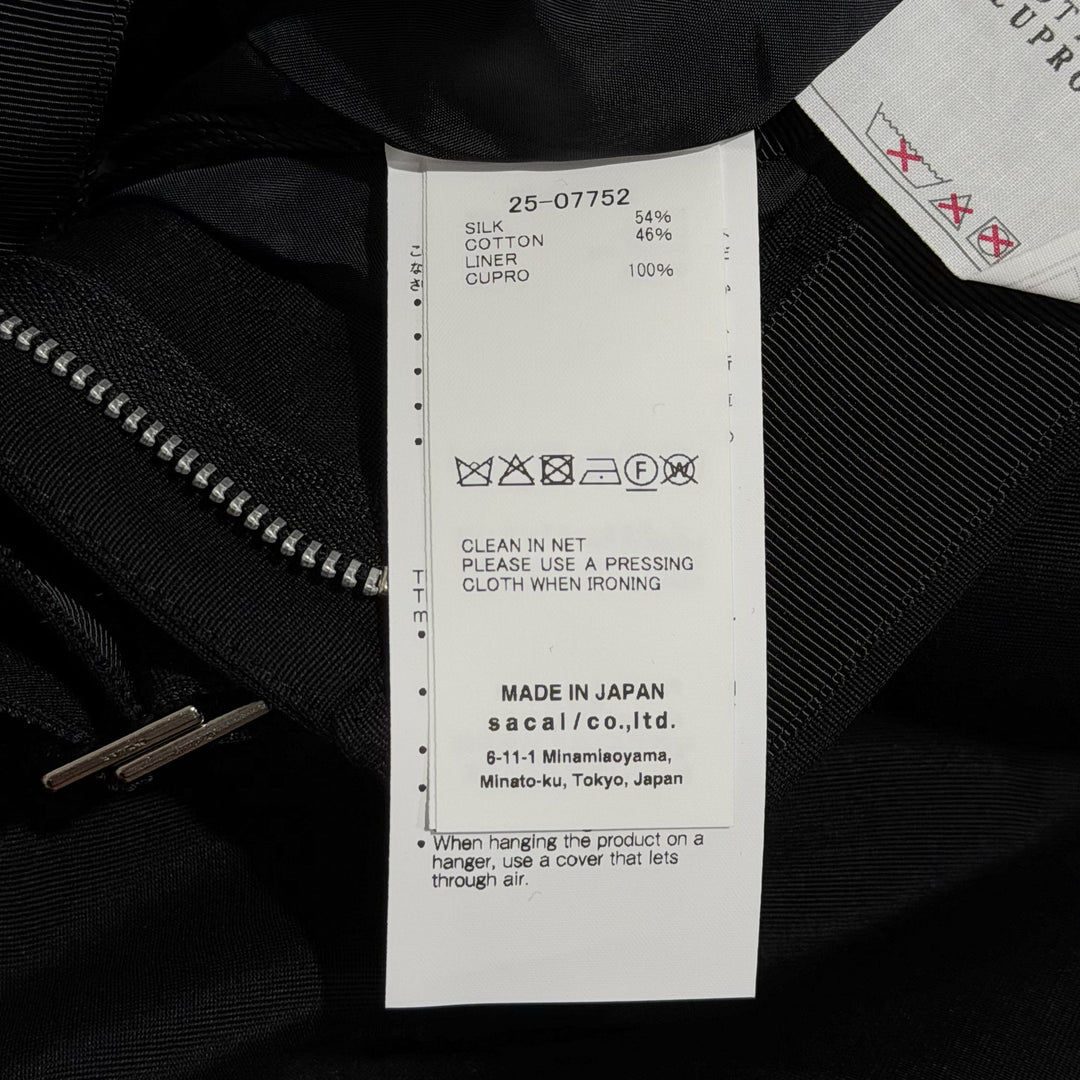 CUPRO
25-07752
SILK 54%
COTTON 46%
LINER
CUPRO 100%
F
W
CLEAN IN NET
PLEASE USE A PRESSING
CLOTH WHEN IRONING
MADE IN JAPAN
sacai/co.,ltd.
6-11-1 Minamiaoyama,
Minato-ku, Tokyo, Japan
• When hanging the product on a
hanger, use a cover that lets
through air.